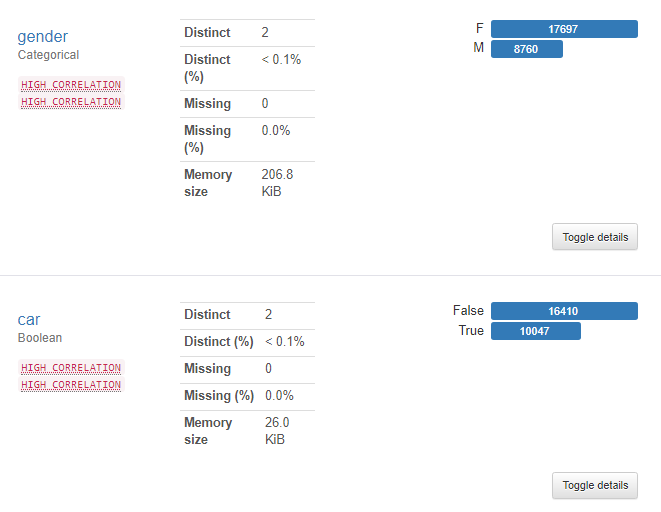 gender
Categorical
HIGH CORRELATION
HIGH CORRELATION
Distinct 2
Distinct < 0.1%
(%)
Missing 0
Missing 0.0%
(%)
Memory 206.8
size KiB
F 17697
M 8760
Toggle details
car
Boolean
HIGH CORRELATION
HIGH CORRELATION
Distinct 2
Distinct (%) < 0.1%
Missing 0
Missing (%) 0.0%
Memory 26.0
size KiB
False 16410
True 10047
Toggle details